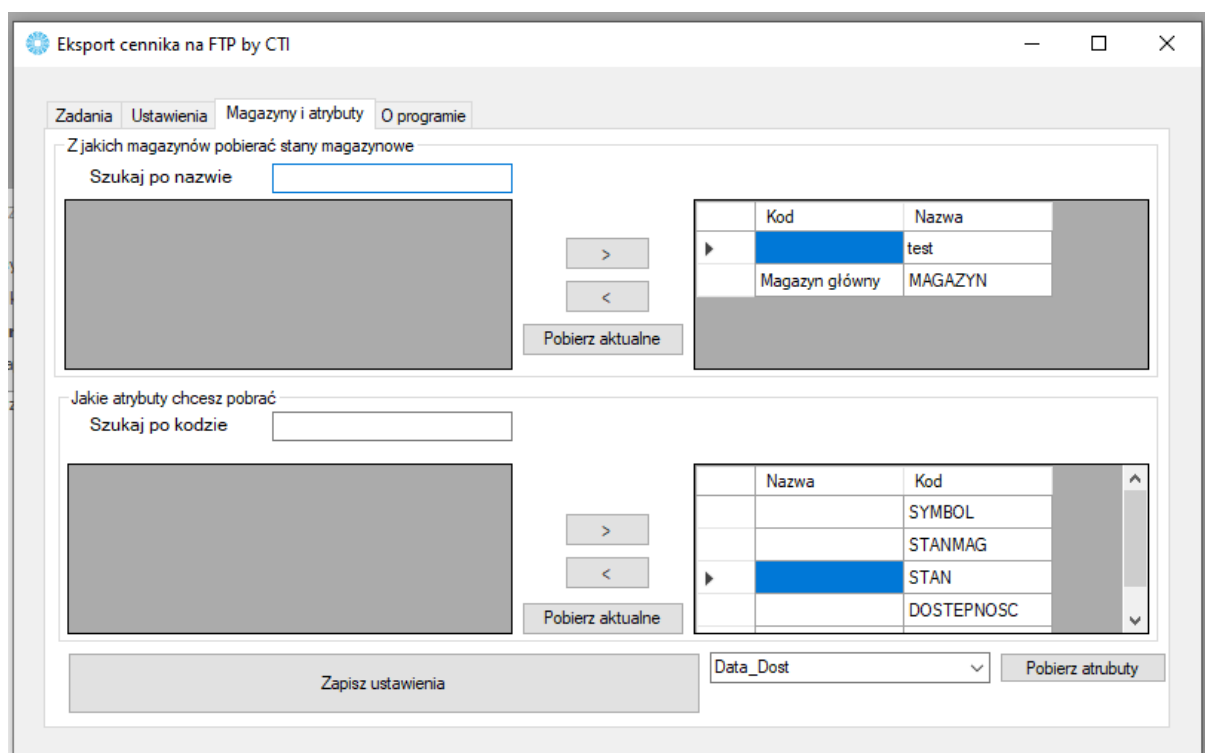 Eksport cennika na FTP by CTI
Zadania Ustawienia Magazyny i atrybuty O programie
Z jakich magazynów pobierać stany magazynowe
Szukaj po nazwie
Kod Nazwa
test
Magazyn główny MAGAZYN
>
<
Pobierz aktualne
Jakie atrybuty chcesz pobrać
Szukaj po kodzie
Nazwa Kod
SYMBOL
STANMAG
STAN
DOSTEPNOSC
>
<
Pobierz aktualne
Zapisz ustawienia
Data_Dost
Pobierz atrubuty